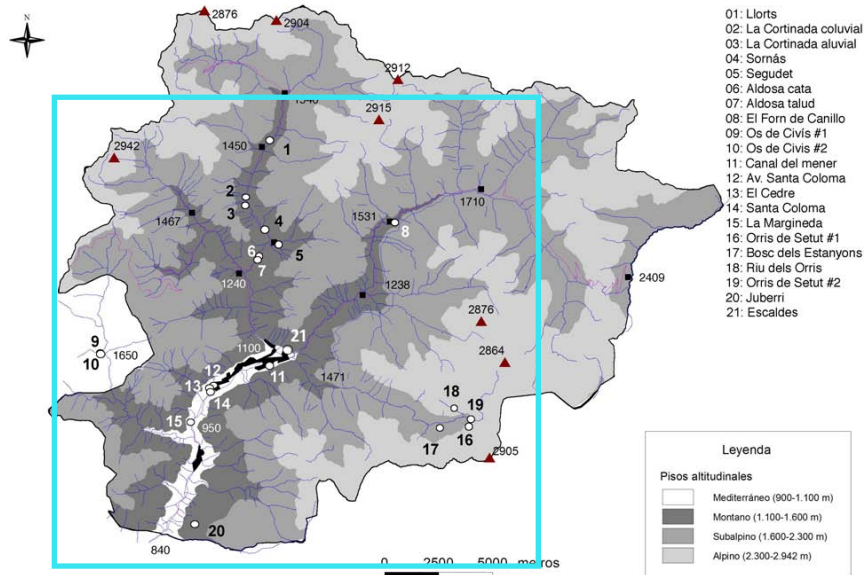 2876
2904
2912
2915
2942
1340
1450
1
2
3
1467
4
5
6
7
1531
8
1710
1240
1238
2409
2876
2864
9
10
1650
1100
21
12
11
13
14
1471
15
950
18
19
17
16
2905
20
840
0 2500 5000 metros
01: Llorts
02: La Cortinada coluvial
03: La Cortinada aluvial
04: Sornás
05: Segudet
06: Aldosa cata
07: Aldosa talud
08: El Forn de Canillo
09: Os de Civís #1
10: Os de Civis #2
11: Canal del mener
12: Av. Santa Coloma
13: El Cedre
14: Santa Coloma
15: La Margineda
16: Orris de Setut #1
17: Bosc dels Estanyons
18: Riu dels Orris
19: Orris de Setut #2
20: Juberri
21: Escaldes
Leyenda
Pisos altitudinales
Mediterráneo (900-1.100 m)
Montano (1.100-1.600 m)
Subalpino (1.600-2.300 m)
Alpino (2.300-2.942 m)